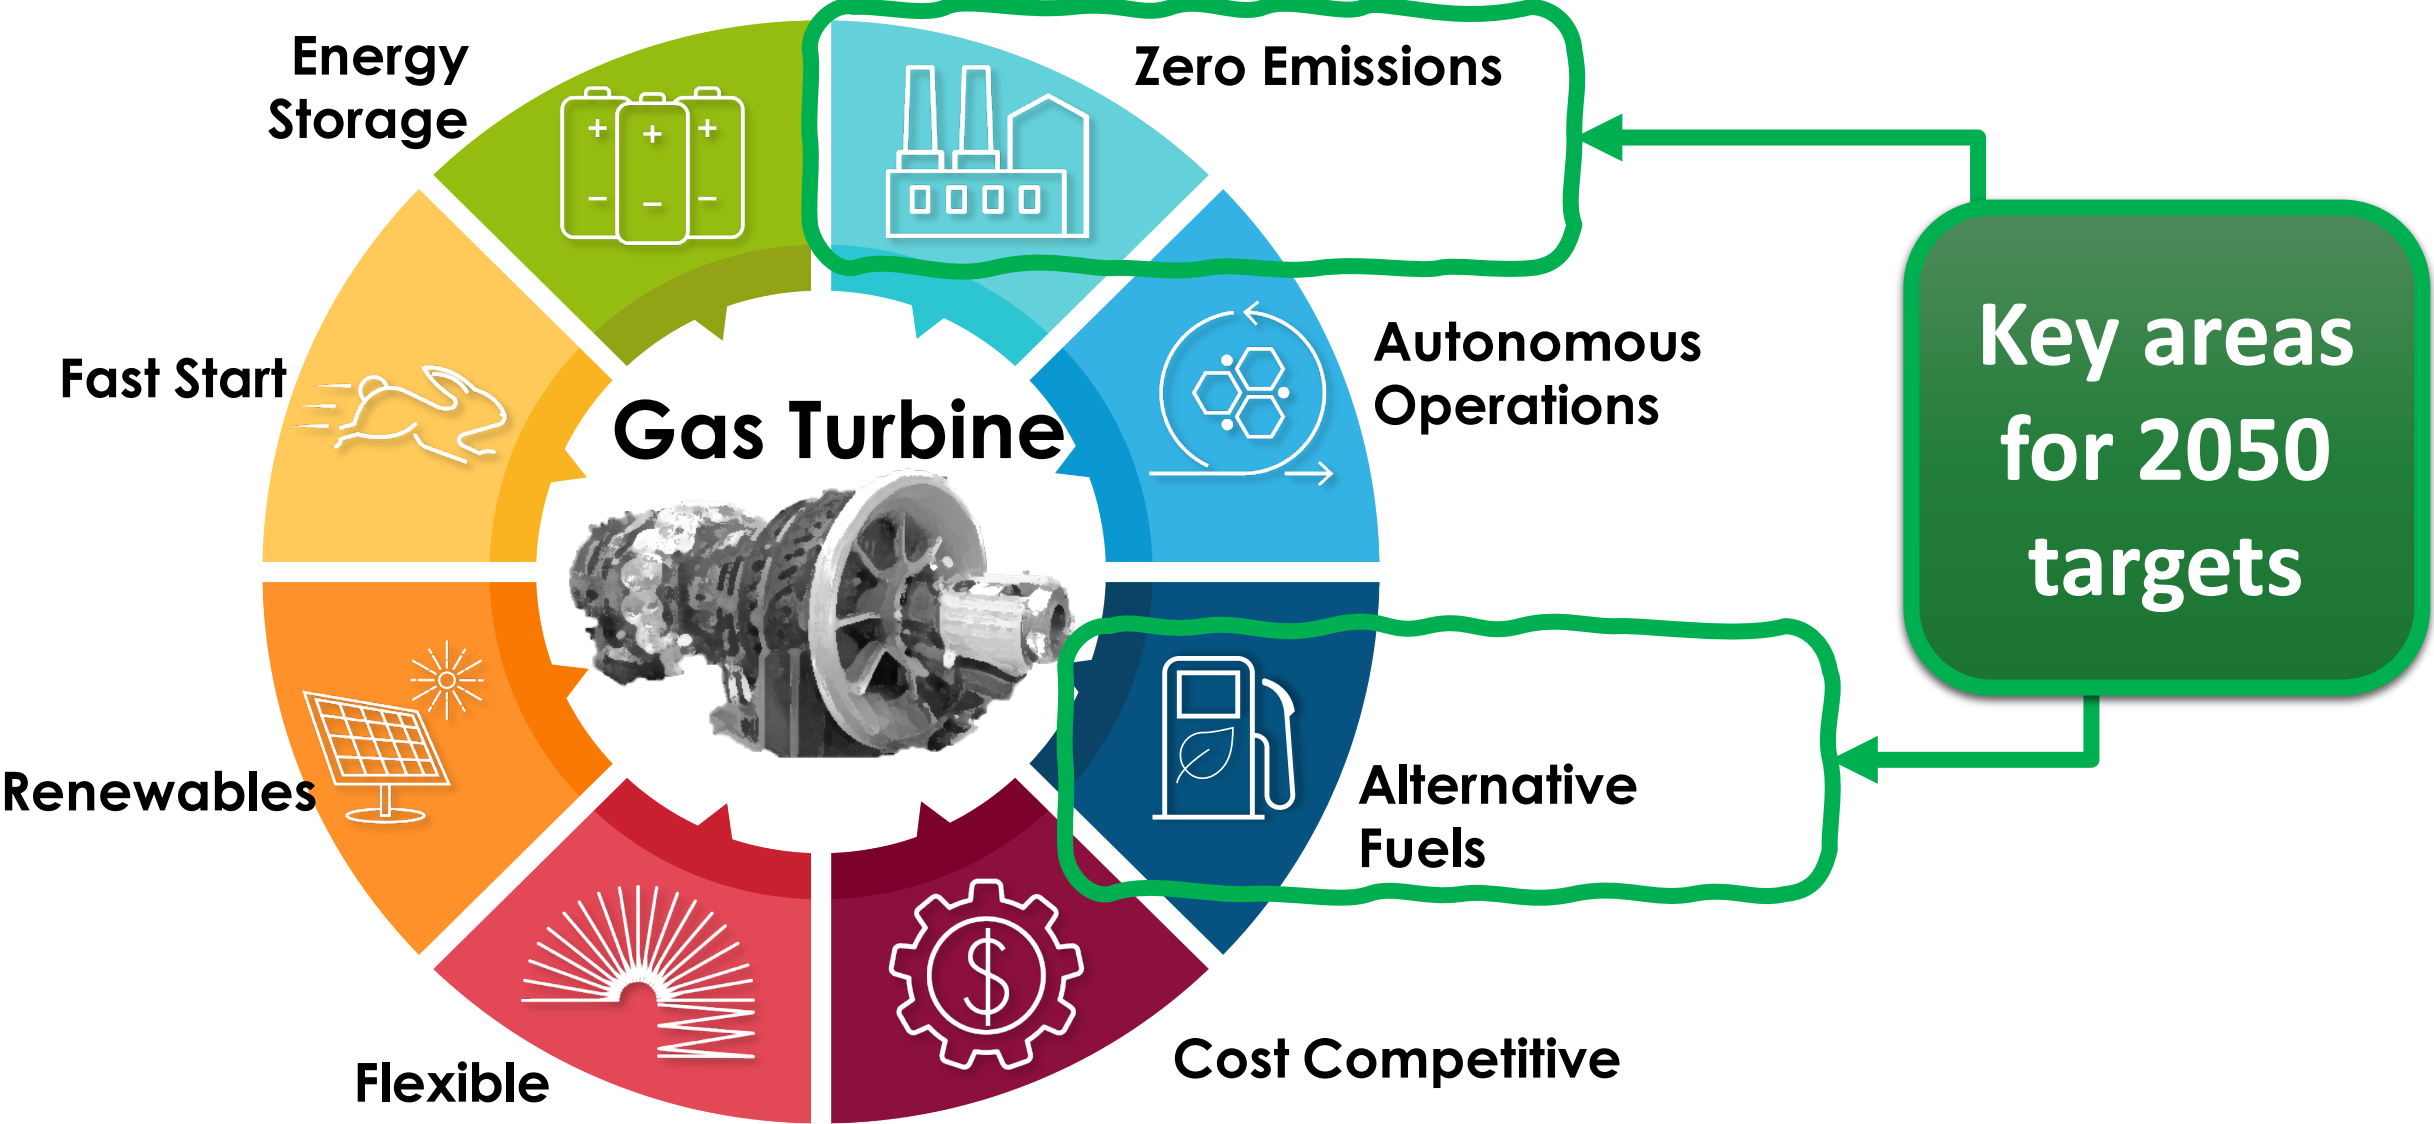 Energy
Storage
Zero Emissions
Fast Start
Autonomous
Operations
Gas Turbine
Key areas
for 2050
targets
Renewables
Alternative
Fuels
Flexible
Cost Competitive
$